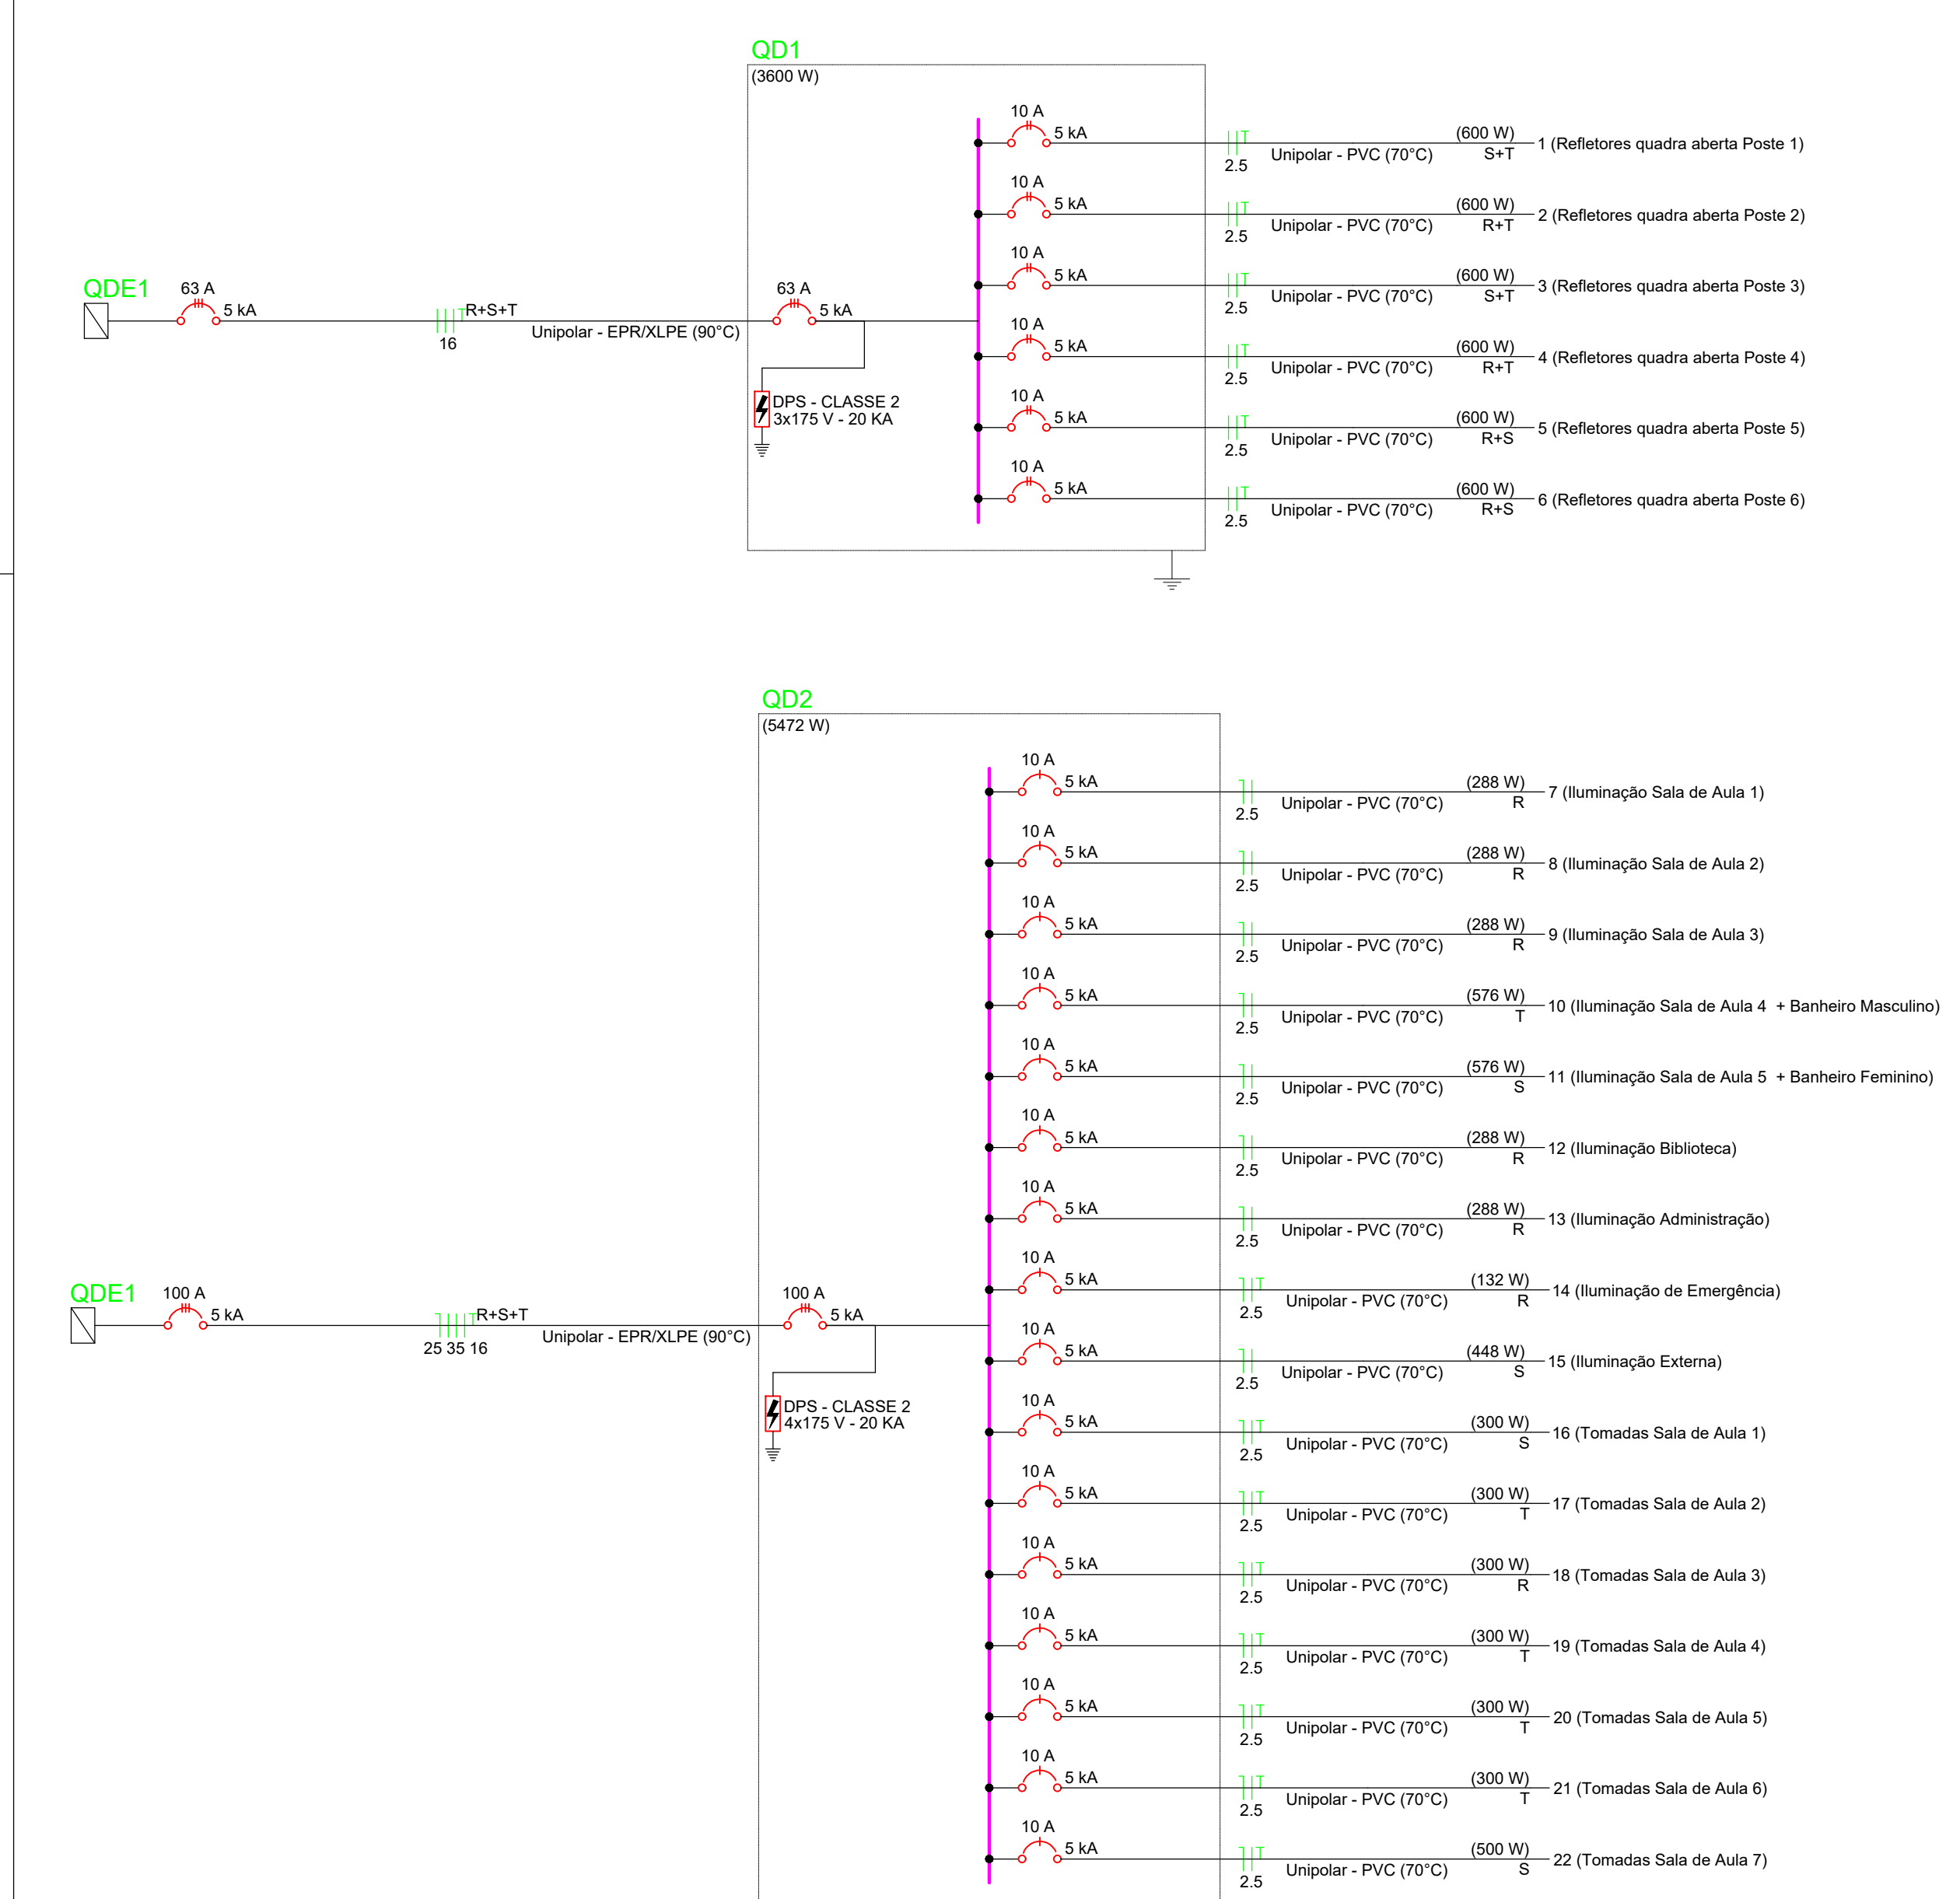 QD1
(3600 W)
10 A
5 kA
2.5
Unipolar - PVC (70°C)
(600 W)
S+T
1 (Refletores quadra aberta Poste 1)
10 A
5 kA
2.5
Unipolar - PVC (70°C)
(600 W)
R+T
2 (Refletores quadra aberta Poste 2)
10 A
5 kA
2.5
Unipolar - PVC (70°C)
(600 W)
S+T
3 (Refletores quadra aberta Poste 3)
QDE1
63 A
5 kA
T
R+S+T
16
Unipolar - EPR/XLPE (90°C)
63 A
5 kA
10 A
5 kA
2.5
Unipolar - PVC (70°C)
(600 W)
R+T
4 (Refletores quadra aberta Poste 4)
DPS - CLASSE 2
3x175 V - 20 KA
10 A
5 kA
2.5
Unipolar - PVC (70°C)
(600 W)
R+S
5 (Refletores quadra aberta Poste 5)
10 A
5 kA
2.5
Unipolar - PVC (70°C)
(600 W)
R+S
6 (Refletores quadra aberta Poste 6)
QD2
(5472 W)
10 A
5 kA
2.5
Unipolar - PVC (70°C)
(288 W)
R
7 (Iluminação Sala de Aula 1)
10 A
5 kA
2.5
Unipolar - PVC (70°C)
(288 W)
R
8 (Iluminação Sala de Aula 2)
10 A
5 kA
2.5
Unipolar - PVC (70°C)
(288 W)
R
9 (Iluminação Sala de Aula 3)
10 A
5 kA
2.5
Unipolar - PVC (70°C)
(576 W)
T
10 (Iluminação Sala de Aula 4 + Banheiro Masculino)
10 A
5 kA
2.5
Unipolar - PVC (70°C)
(576 W)
S
11 (Iluminação Sala de Aula 5 + Banheiro Feminino)
10 A
5 kA
2.5
Unipolar - PVC (70°C)
(288 W)
R
12 (Iluminação Biblioteca)
10 A
5 kA
2.5
Unipolar - PVC (70°C)
(288 W)
R
13 (Iluminação Administração)
10 A
5 kA
2.5
Unipolar - PVC (70°C)
(132 W)
R
14 (Iluminação de Emergência)
QDE1
100 A
5 kA
R+S+T
25 35 16
Unipolar - EPR/XLPE (90°C)
100 A
5 kA
10 A
5 kA
2.5
Unipolar - PVC (70°C)
(448 W)
S
15 (Iluminação Externa)
DPS - CLASSE 2
4x175 V - 20 KA
10 A
5 kA
2.5
Unipolar - PVC (70°C)
(300 W)
S
16 (Tomadas Sala de Aula 1)
10 A
5 kA
2.5
Unipolar - PVC (70°C)
(300 W)
T
17 (Tomadas Sala de Aula 2)
10 A
5 kA
2.5
Unipolar - PVC (70°C)
(300 W)
R
18 (Tomadas Sala de Aula 3)
10 A
5 kA
2.5
Unipolar - PVC (70°C)
(300 W)
T
19 (Tomadas Sala de Aula 4)
10 A
5 kA
2.5
Unipolar - PVC (70°C)
(300 W)
T
20 (Tomadas Sala de Aula 5)
10 A
5 kA
2.5
Unipolar - PVC (70°C)
(300 W)
T
21 (Tomadas Sala de Aula 6)
10 A
5 kA
2.5
Unipolar - PVC (70°C)
(500 W)
S
22 (Tomadas Sala de Aula 7)